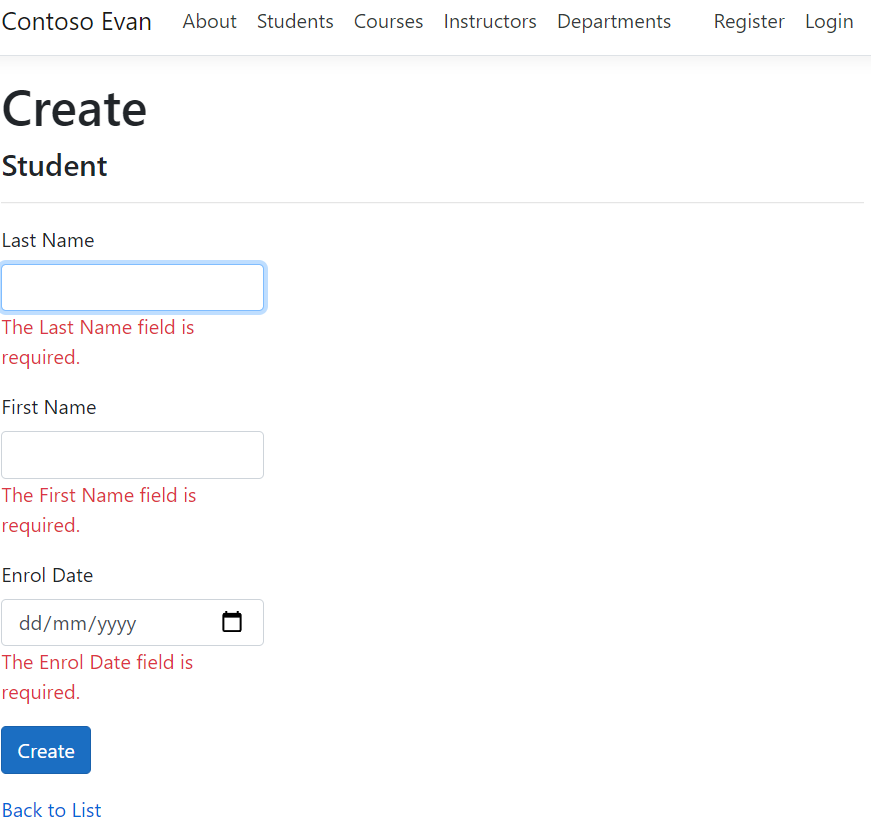 Contoso Evan About Students Courses Instructors Departments Register Login
Create
Student
Last Name
The Last Name field is
required.
First Name
The First Name field is
required.
Enrol Date
dd/mm/yyyy
The Enrol Date field is
required.
Create
Back to List